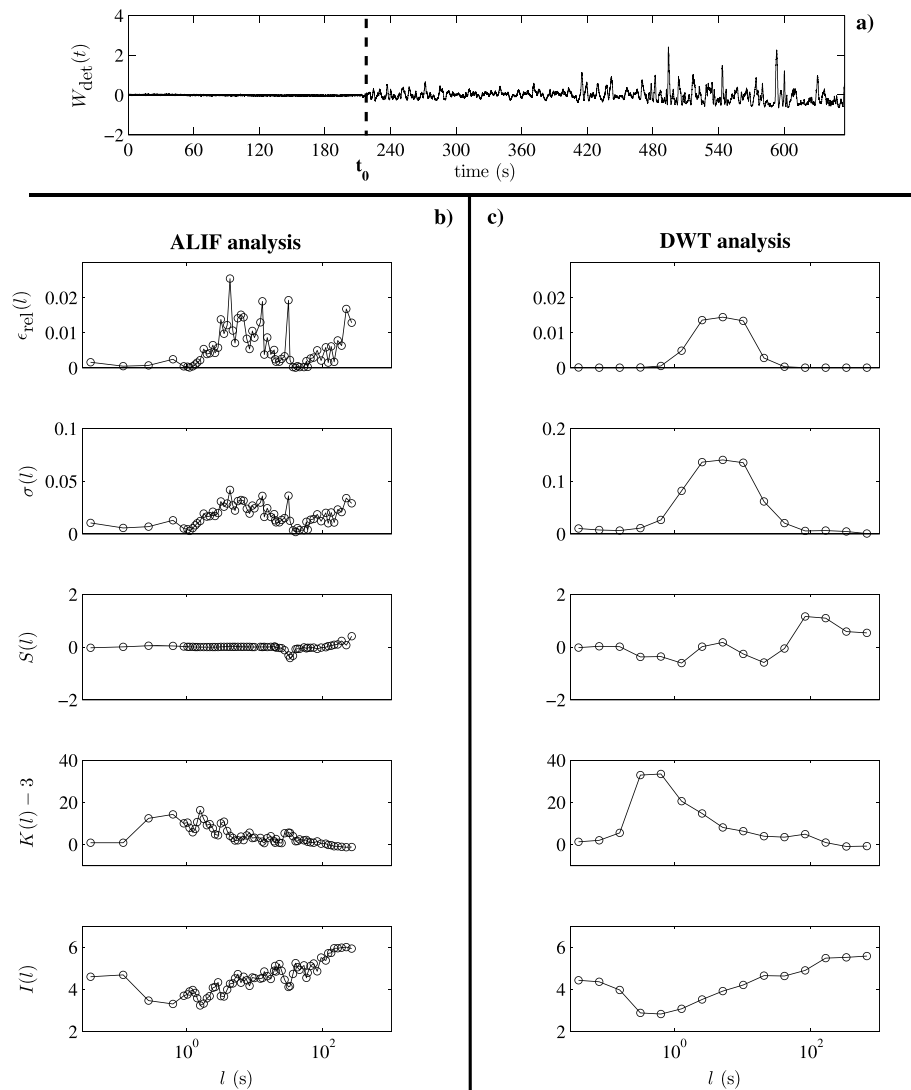 a)
4
2
0
−2
W_det(t)
0 60 120 180 240 300 360 420 480 540 600
t_0
time (s)
b) c)
ALIF analysis DWT analysis
0.02
0.01
0
ϵ_rel(l)
0.02
0.01
0
0.1
0.05
0
σ(l)
0.2
0.1
0
2
0
−2
S(l)
2
0
−2
40
20
0
K(l) − 3
40
20
0
6
4
2
I(l)
6
4
2
10^0 10^2 10^0 10^2
l (s) l (s)